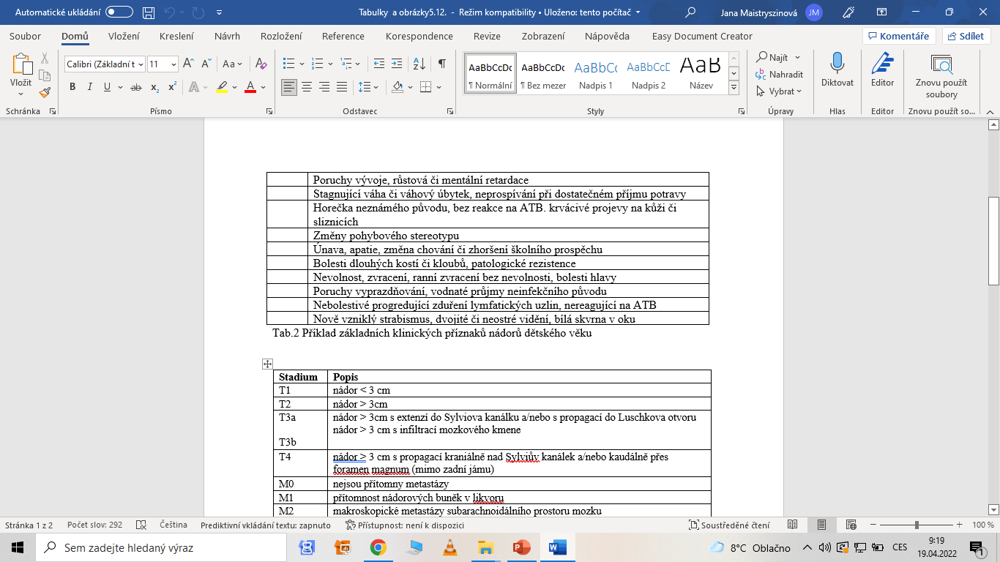 Automatické ukládání
Tabulky a obrázky5.12. - Režim kompatibility • Uloženo: tento počítač
Jana Maistryszinová
JM
Soubor Domů Vložení Kreslení Návrh Rozložení Reference Korespondence Revize Zobrazení Nápověda Easy Document Creator
Komentáře
Sdílet
Vložit
Calibri (Základní t
11
Aa
B I U ab x₂ x² A A
AaBbCcDc AaBbCcDc AaBbCc AaBbCcE AaB
¶ Normální ¶ Bez mezer Nadpis 1 Nadpis 2 Název
Najít
Nahradit
Vybrat
Diktovat
Editor
Znovu použít
soubory
Schránka Písmo Odstavec Styly Úpravy Hlas Editor Znovu použít so...
Poruchy vývoje, růstová či mentální retardace
Stagnující váha či váhový úbytek, neprospívání při dostatečném příjmu potravy
Horečka neznámého původu, bez reakce na ATB. krvácivé projevy na kůži či
sliznicích
Změny pohybového stereotypu
Únava, apatie, změna chování či zhoršení školního prospěchu
Bolesti dlouhých kostí či kloubů, patologické rezistence
Nevolnost, zvracení, ranní zvracení bez nevolnosti, bolesti hlavy
Poruchy vyprazdňování, vodnaté průjmy neinfekčního původu
Nebolestivé progredující zduření lymfatických uzlin, nereagující na ATB
Nově vzniklý strabismus, dvojité či neostré vidění, bílá skvrna v oku
Tab.2 Příklad základních klinických příznaků nádorů dětského věku
Stadium Popis
T1 nádor < 3 cm
T2 nádor > 3cm
T3a nádor > 3cm s extenzí do Sylviova kanálku a/nebo s propagací do Luschkova otvoru
nádor > 3 cm s infiltrací mozkového kmene
T3b
T4 nádor > 3 cm s propagací kraniálně nad Sylviův kanálek a/nebo kaudálně přes
foramen magnum (mimo zadní jámu)
M0 nejsou přítomny metastázy
M1 přítomnost nádorových buněk v likvoru
M2 makroskopické metastázy subarachnoidálního prostoru mozku
Stránka 1 z 2 Počet slov: 292 Čeština Prediktivní vkládání textu: zapnuto Přístupnost: není k dispozici Soustředěné čtení 100 %
Sem zadejte hledaný výraz
8°C Oblačno
CES
9:19
19.04.2022
1